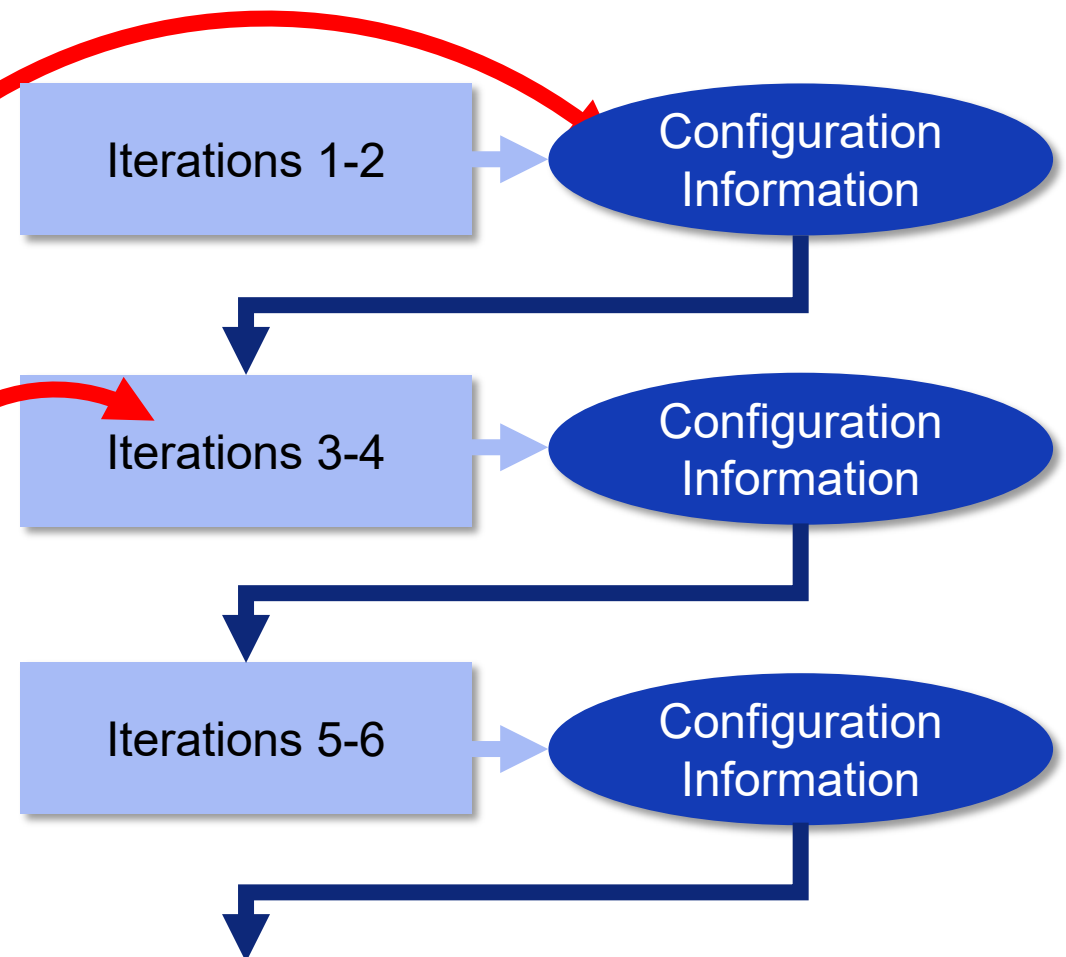 Iterations 1-2
Configuration
Information
Iterations 3-4
Configuration
Information
Iterations 5-6
Configuration
Information